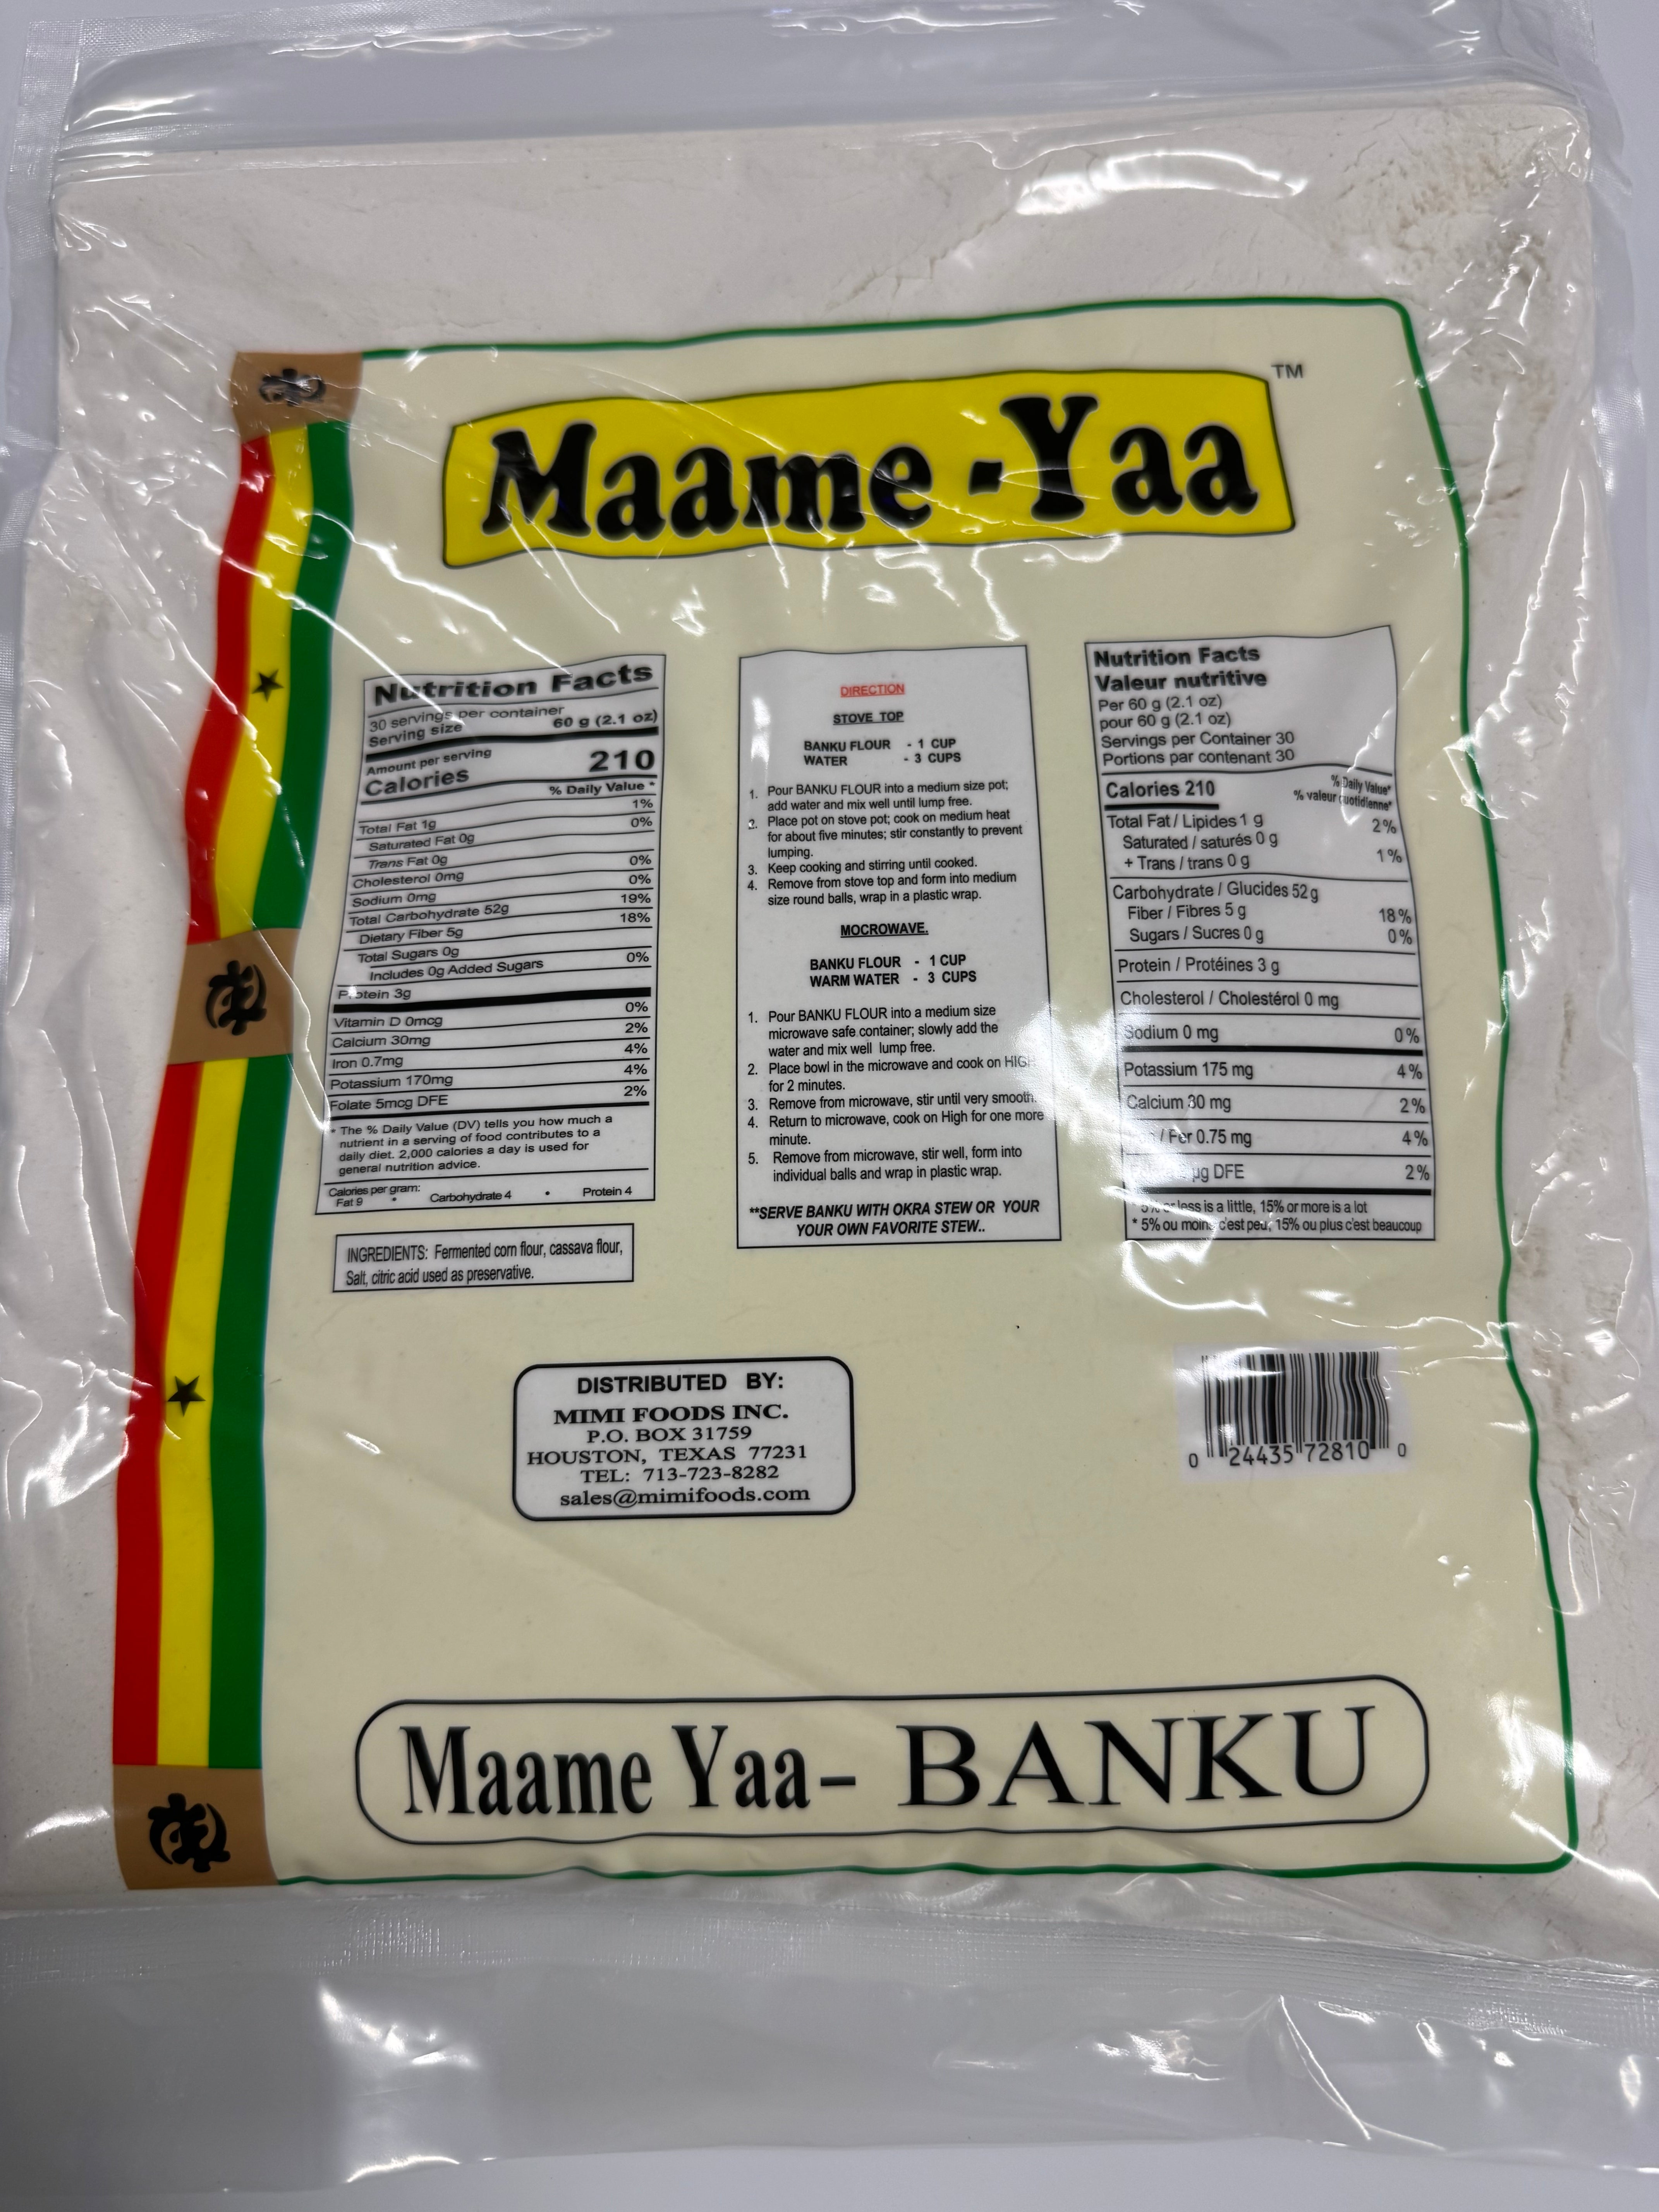 Maame -Yaa
TM
Nutrition Facts
30 servings per container
Serving size 60 g (2.1 oz)
Amount per serving
Calories 210
% Daily Value *
Total Fat 1g 1%
Saturated Fat 0g 0%
Trans Fat 0g
Cholesterol 0mg 0%
Sodium 0mg 0%
Total Carbohydrate 52g 19%
Dietary Fiber 5g 18%
Total Sugars 0g
Includes 0g Added Sugars 0%
Protein 3g
Vitamin D 0mcg 0%
Calcium 30mg 2%
Iron 0.7mg 4%
Potassium 170mg 4%
Folate 5mcg DFE 2%
* The % Daily Value (DV) tells you how much a
nutrient in a serving of food contributes to a
daily diet. 2,000 calories a day is used for
general nutrition advice.
Calories per gram:
Fat 9 • Carbohydrate 4 • Protein 4
INGREDIENTS: Fermented corn flour, cassava flour,
Salt, citric acid used as preservative.
DIRECTION
STOVE TOP
BANKU FLOUR - 1 CUP
WATER - 3 CUPS
1. Pour BANKU FLOUR into a medium size pot;
add water and mix well until lump free.
2. Place pot on stove pot; cook on medium heat
for about five minutes; stir constantly to prevent
lumping.
3. Keep cooking and stirring until cooked.
4. Remove from stove top and form into medium
size round balls, wrap in a plastic wrap.
MOCROWAVE.
BANKU FLOUR - 1 CUP
WARM WATER - 3 CUPS
1. Pour BANKU FLOUR into a medium size
microwave safe container; slowly add the
water and mix well lump free.
2. Place bowl in the microwave and cook on HIGH
for 2 minutes.
3. Remove from microwave, stir until very smooth.
4. Return to microwave, cook on High for one more
minute.
5. Remove from microwave, stir well, form into
individual balls and wrap in plastic wrap.
**SERVE BANKU WITH OKRA STEW OR YOUR
YOUR OWN FAVORITE STEW..
Nutrition Facts
Valeur nutritive
Per 60 g (2.1 oz)
pour 60 g (2.1 oz)
Servings per Container 30
Portions par contenant 30
Calories 210
% Daily Value*
% valeur quotidienne*
Total Fat / Lipides 1 g 2%
Saturated / saturés 0 g
+ Trans / trans 0 g 1%
Carbohydrate / Glucides 52 g
Fiber / Fibres 5 g 18%
Sugars / Sucres 0 g 0%
Protein / Protéines 3 g
Cholesterol / Cholestérol 0 mg
Sodium 0 mg 0%
Potassium 175 mg 4%
Calcium 30 mg 2%
/ Fer 0.75 mg 4%
µg DFE 2%
* 5% or less is a little, 15% or more is a lot
* 5% ou moins c'est peu, 15% ou plus c'est beaucoup
DISTRIBUTED BY:
MIMI FOODS INC.
P.O. BOX 31759
HOUSTON, TEXAS 77231
TEL: 713-723-8282
sales@mimifoods.com
0 24435 72810 0
Maame Yaa- BANKU